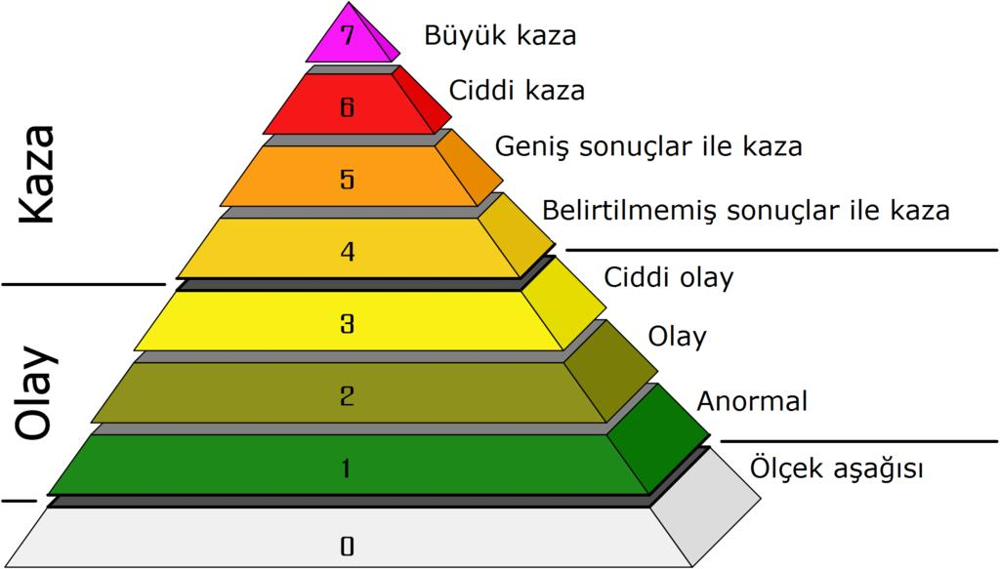 7
Büyük kaza
6
Ciddi kaza
5
Geniş sonuçlar ile kaza
4
Belirtilmemiş sonuçlar ile kaza
Kaza
3
Ciddi olay
2
Olay
1
Anormal
Olay
0
Ölçek aşağısı